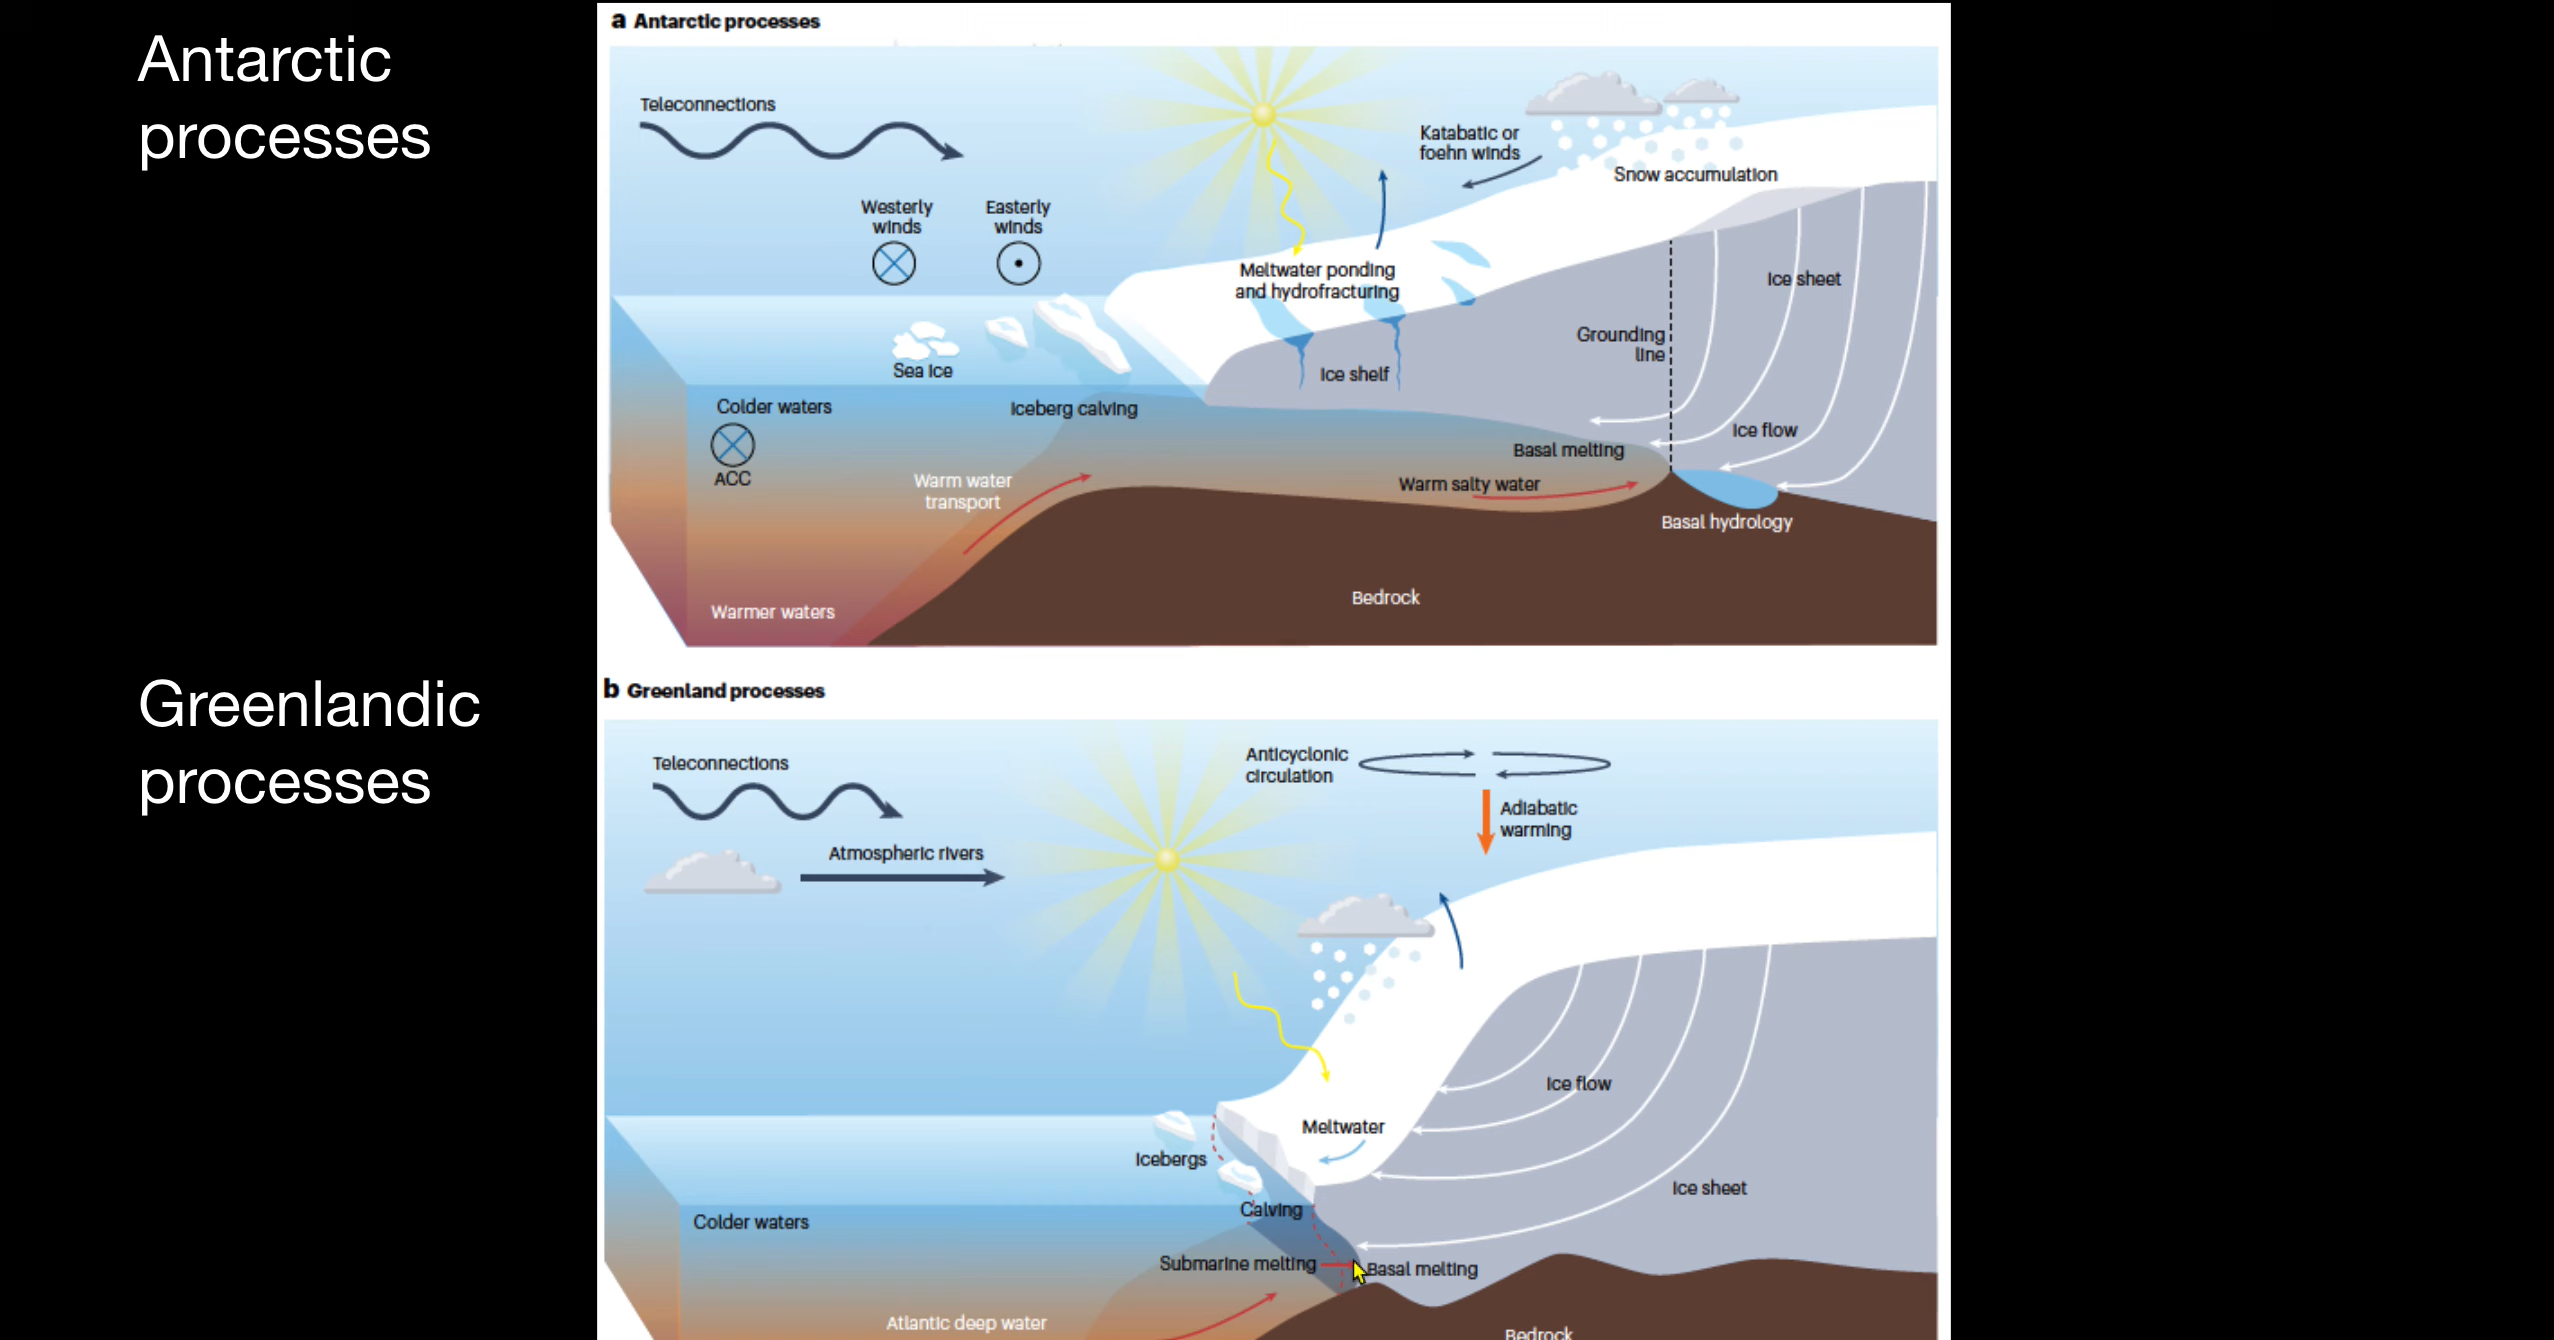 Antarctic
processes
a Antarctic processes
Teleconnections
Katabatic or
foehn winds
Snow accumulation
Westerly
winds
Easterly
winds
Meltwater ponding
and hydrofracturing
Ice sheet
Grounding
line
Sea ice
Ice shelf
Colder waters
Iceberg calving
Ice flow
Basal melting
ACC
Warm water
transport
Warm salty water
Basal hydrology
Bedrock
Warmer waters
Greenlandic
processes
b Greenland processes
Teleconnections
Anticyclonic
circulation
Adiabatic
warming
Atmospheric rivers
Ice flow
Meltwater
Icebergs
Ice sheet
Calving
Colder waters
Submarine melting
Basal melting
Atlantic deep water
Bedrock